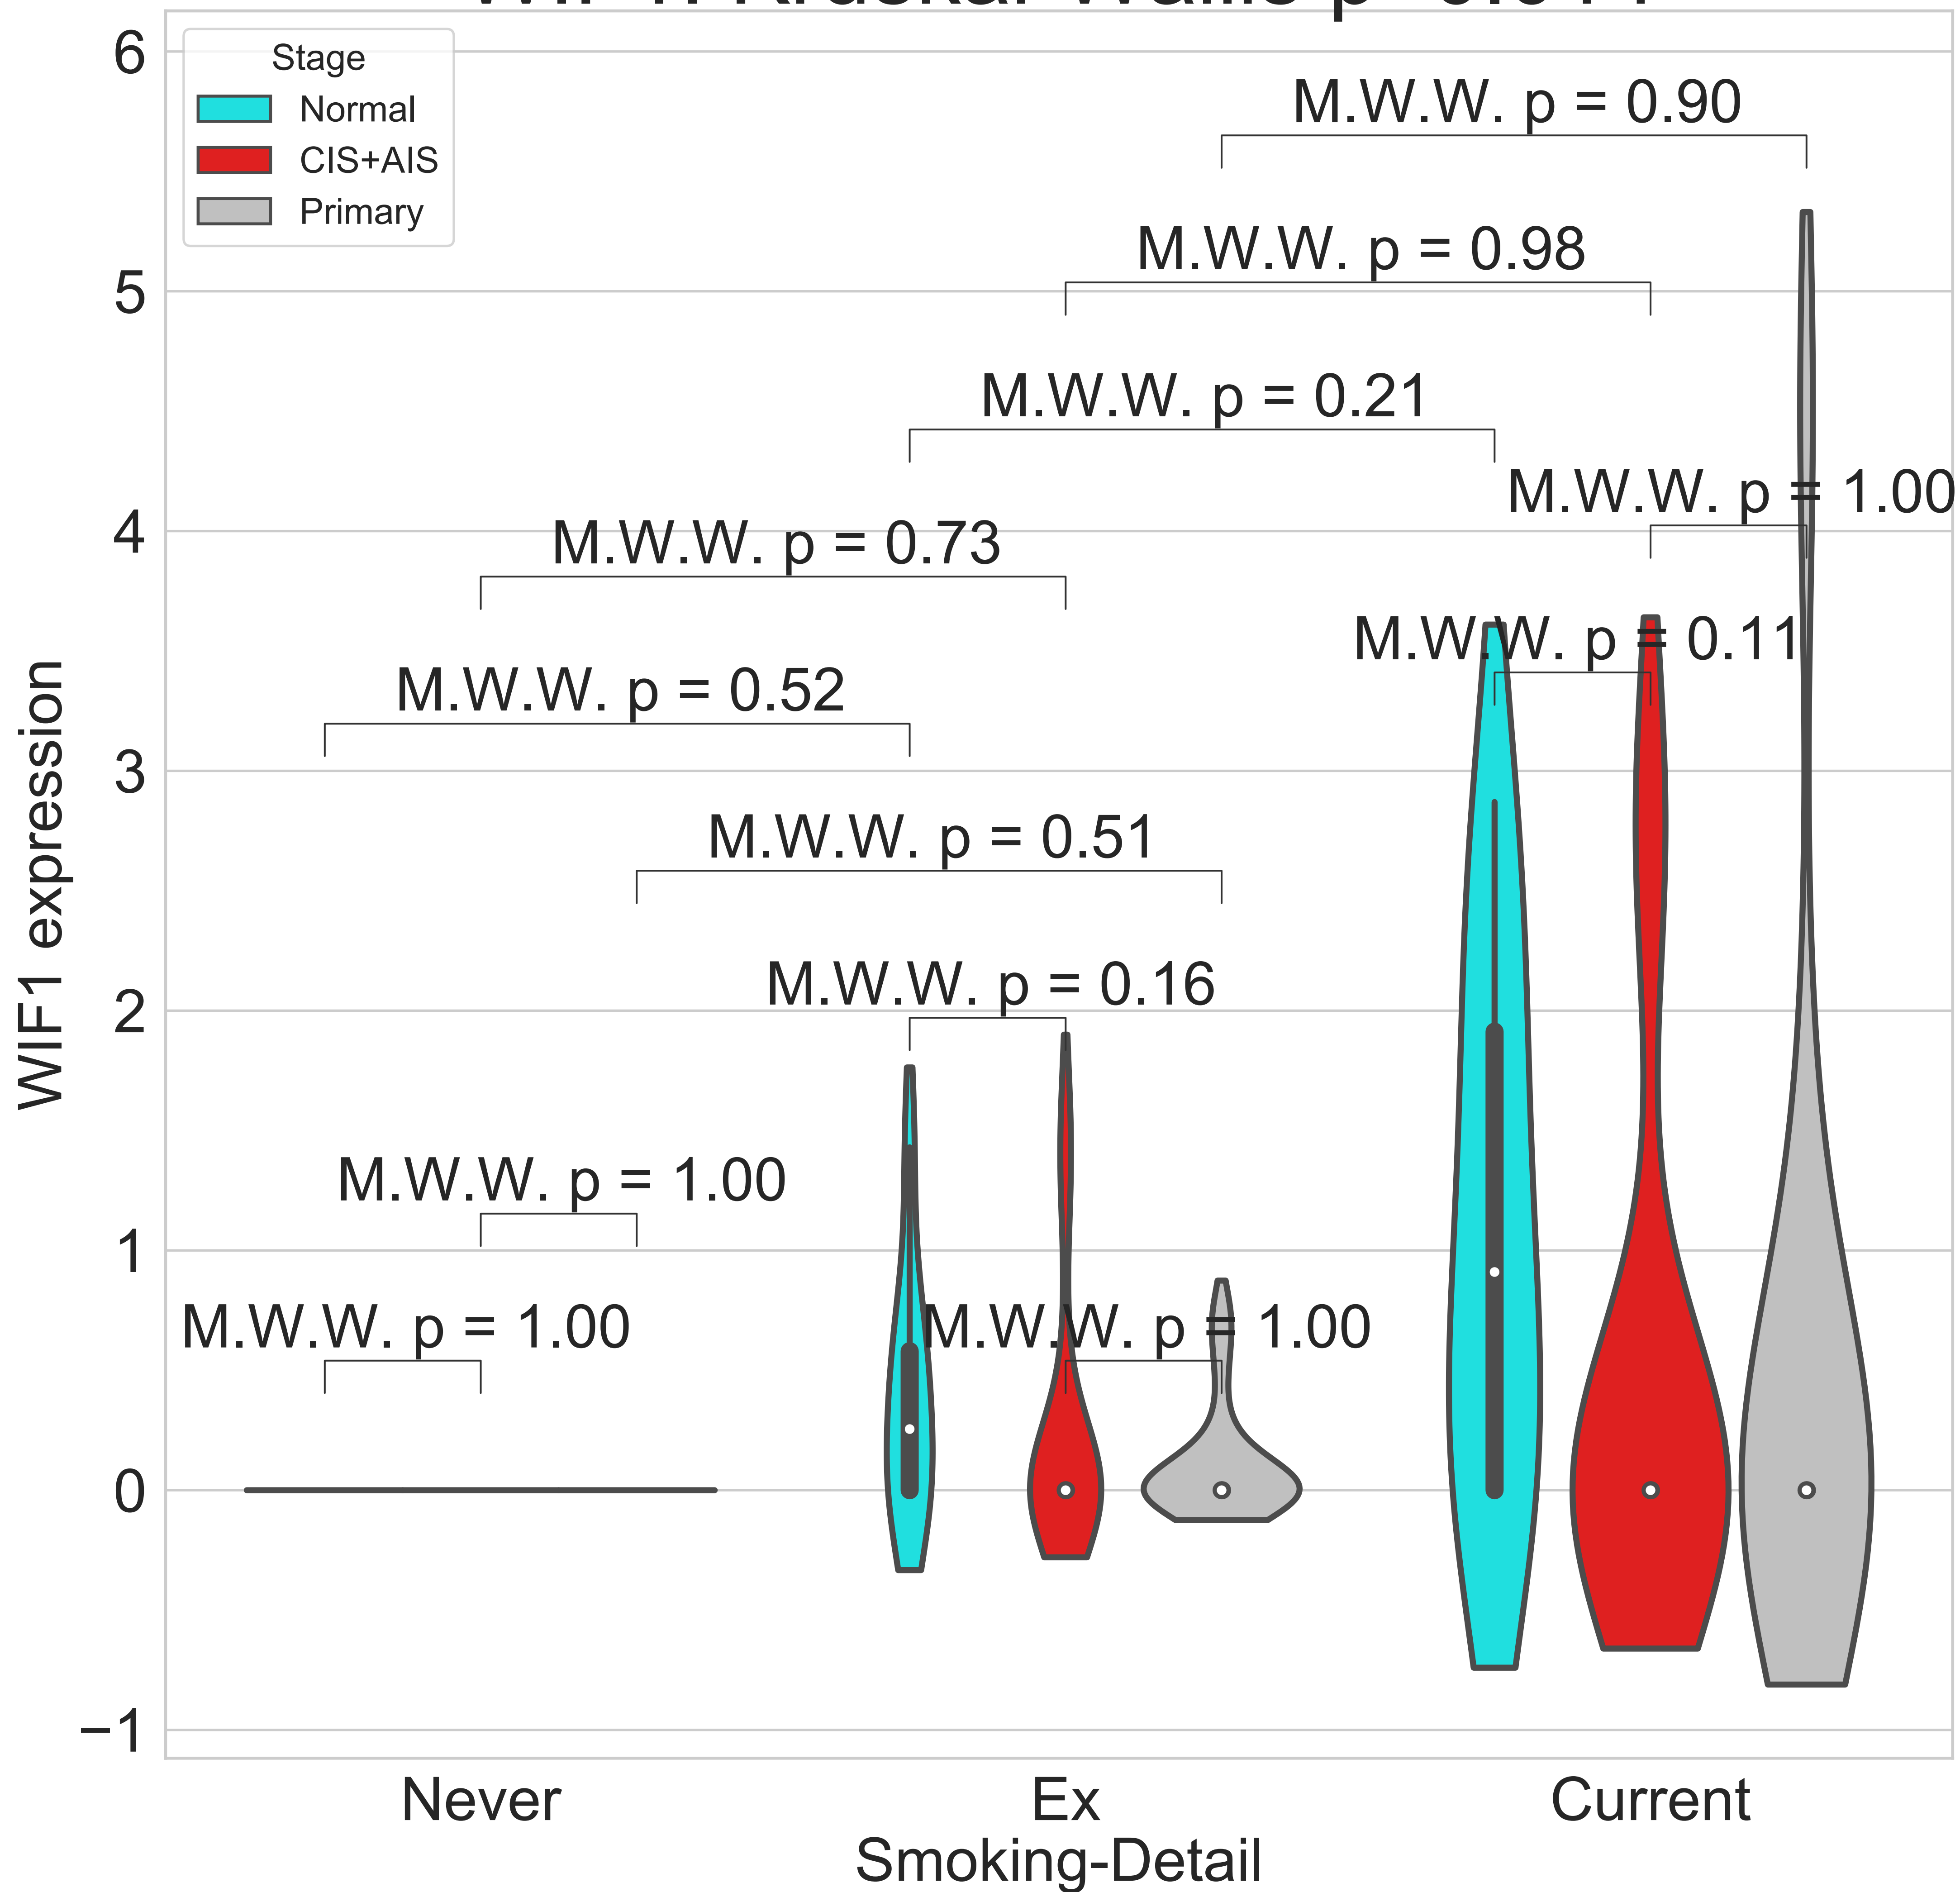 6
Stage
Normal
CIS+AIS
Primary
M.W.W. p = 0.90
M.W.W. p = 0.98
5
M.W.W. p = 0.21
M.W.W. p = 1.00
4
M.W.W. p = 0.73
M.W.W. p = 0.11
M.W.W. p = 0.52
3
M.W.W. p = 0.51
WIF1 expression
M.W.W. p = 0.16
2
M.W.W. p = 1.00
1
M.W.W. p = 1.00
M.W.W. p = 1.00
0
−1
Never
Ex
Current
Smoking-Detail